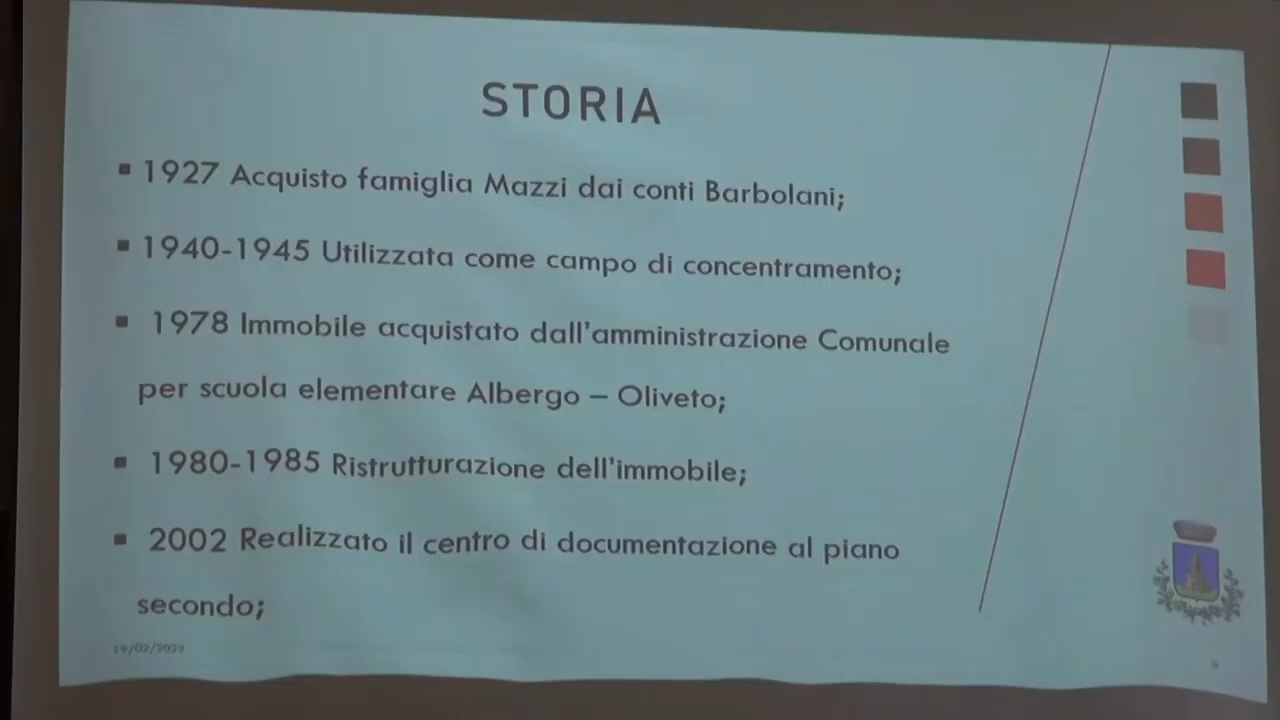 STORIA
▪ 1927 Acquisto famiglia Mazzi dai conti Barbolani;
▪ 1940-1945 Utilizzata come campo di concentramento;
▪ 1978 Immobile acquistato dall'amministrazione Comunale
per scuola elementare Albergo – Oliveto;
▪ 1980-1985 Ristrutturazione dell'immobile;
▪ 2002 Realizzato il centro di documentazione al piano
secondo;